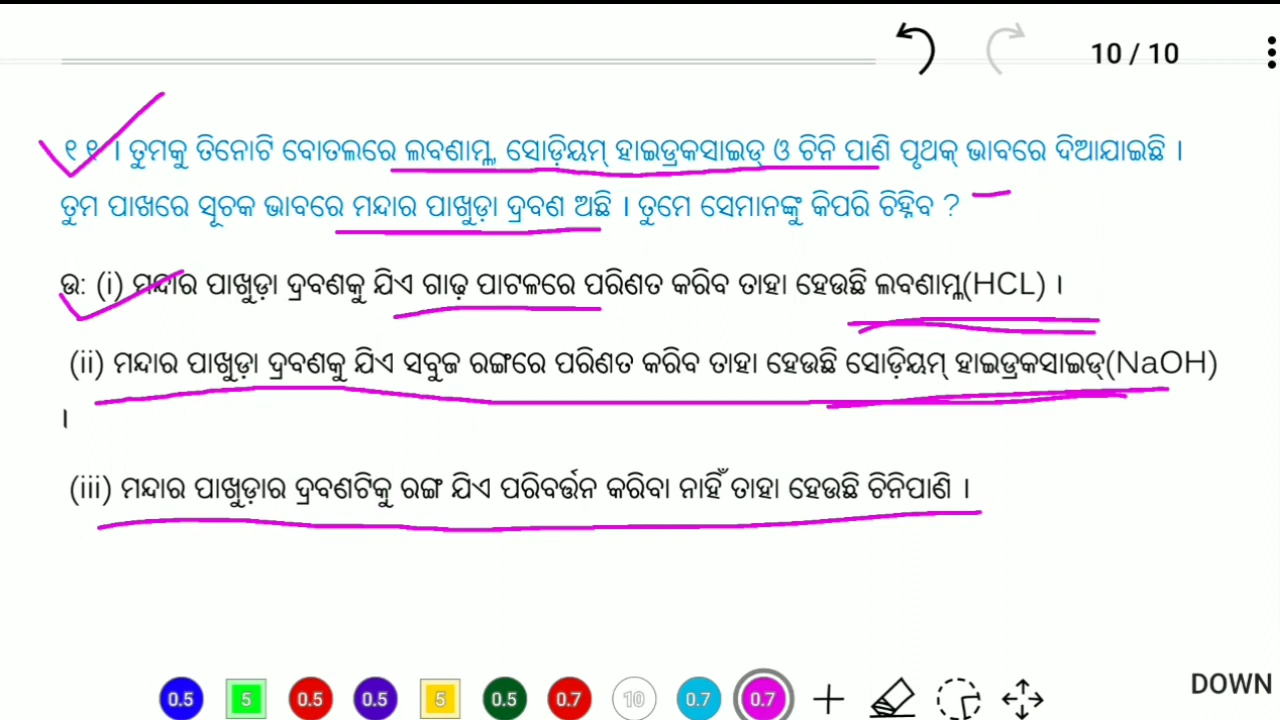 10 / 10
୧୧ । ତୁମକୁ ତିନୋଟି ବୋତଲରେ ଲବଣାମ୍ଳ, ସୋଡ଼ିୟମ୍ ହାଇଡ୍ରକସାଇଡ୍ ଓ ଚିନି ପାଣି ପୃଥକ୍ ଭାବରେ ଦିଆଯାଇଛି ।
ତୁମ ପାଖରେ ସୂଚକ ଭାବରେ ମନ୍ଦାର ପାଖୁଡ଼ା ଦ୍ରବଣ ଅଛି । ତୁମେ ସେମାନଙ୍କୁ କିପରି ଚିହ୍ନିବ ?
ଉ: (i) ମନ୍ଦାର ପାଖୁଡ଼ା ଦ୍ରବଣକୁ ଯିଏ ଗାଢ଼ ପାଟଳରେ ପରିଣତ କରିବ ତାହା ହେଉଛି ଲବଣାମ୍ଳ(HCL) ।
(ii) ମନ୍ଦାର ପାଖୁଡ଼ା ଦ୍ରବଣକୁ ଯିଏ ସବୁଜ ରଙ୍ଗରେ ପରିଣତ କରିବ ତାହା ହେଉଛି ସୋଡ଼ିୟମ୍ ହାଇଡ୍ରକସାଇଡ୍(NaOH)
।
(iii) ମନ୍ଦାର ପାଖୁଡ଼ାର ଦ୍ରବଣଟିକୁ ରଙ୍ଗ ଯିଏ ପରିବର୍ତ୍ତନ କରିବା ନାହିଁ ତାହା ହେଉଛି ଚିନିପାଣି ।
DOWN
0.5 5 0.5 0.5 5 0.5 0.7 10 0.7 0.7